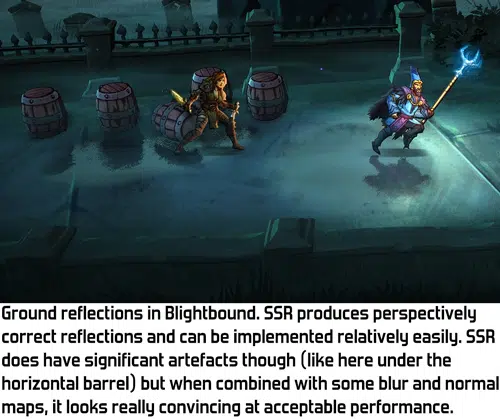 Ground reflections in Blightbound. SSR produces perspectively
correct reflections and can be implemented relatively easily. SSR
does have significant artefacts though (like here under the
horizontal barrel) but when combined with some blur and normal
maps, it looks really convincing at acceptable performance.